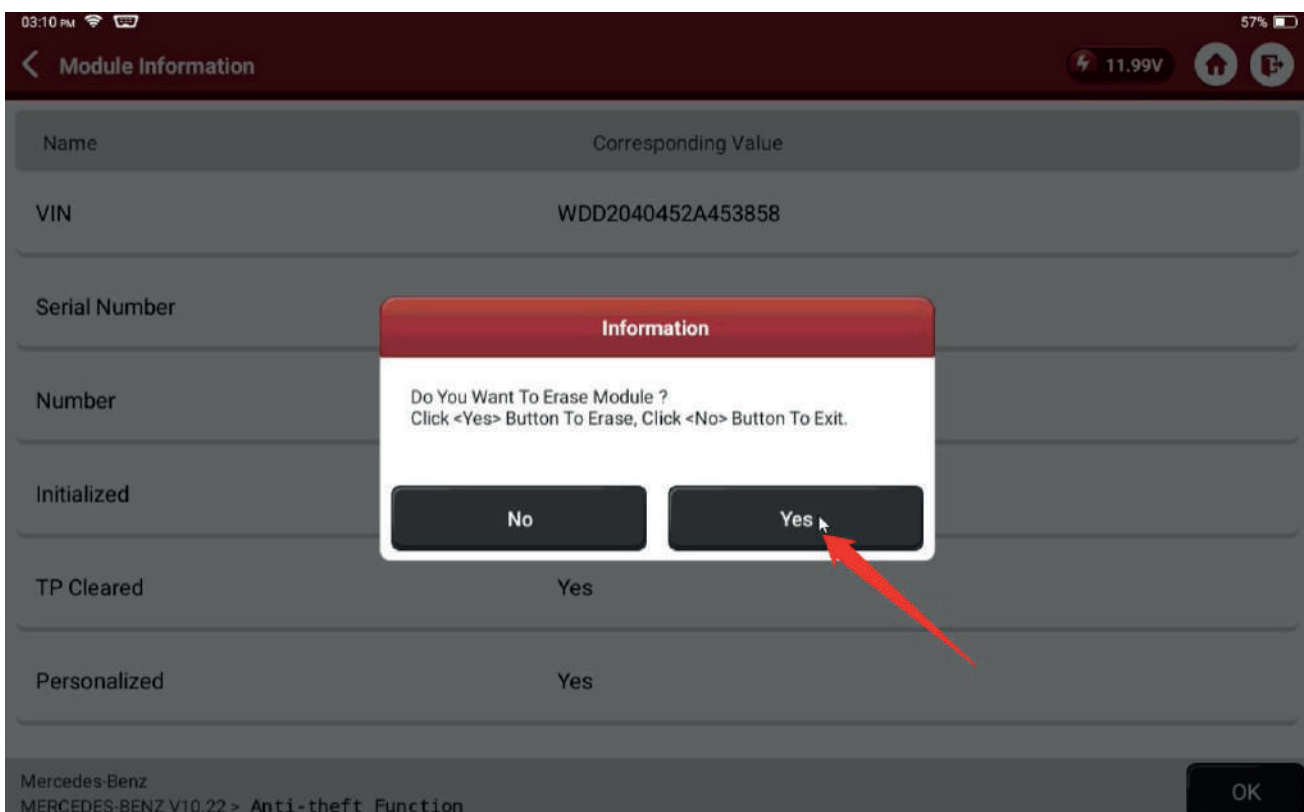 03:10 PM
57%
Module Information
11.99V
Name Corresponding Value
VIN WDD2040452A453858
Serial Number
Information
Do You Want To Erase Module ?
Click <Yes> Button To Erase, Click <No> Button To Exit.
Number
Initialized
No Yes
TP Cleared Yes
Personalized Yes
Mercedes-Benz
MERCEDES-BENZ V10.22 > Anti-theft Function
OK